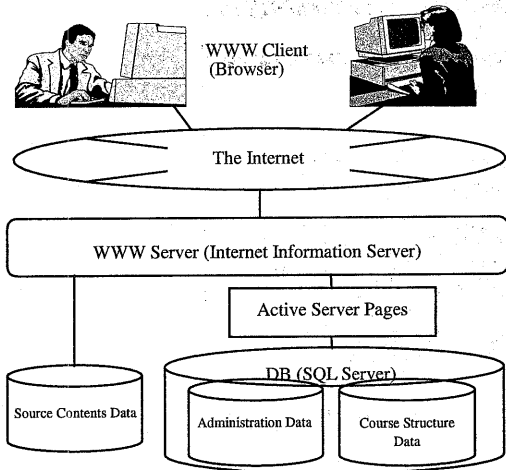 WWW Client
(Browser)
The Internet
WWW Server (Internet Information Server)
Active Server Pages
DB (SQL Server)
Source Contents Data
Administration Data
Course Structure
Data